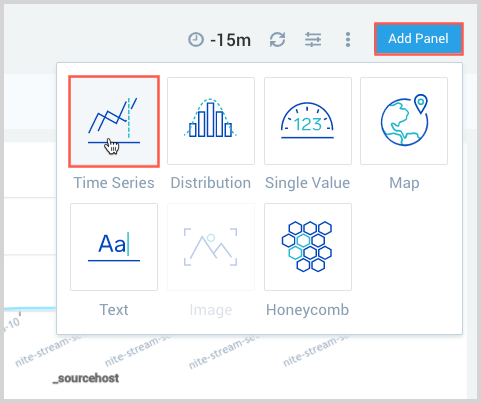 -15m
Add Panel
123
Time Series Distribution Single Value Map
Aa
Text Image Honeycomb
-10
nite-stream-se nite-stream-se nite-stream-se nite-stream-se
_sourcehost